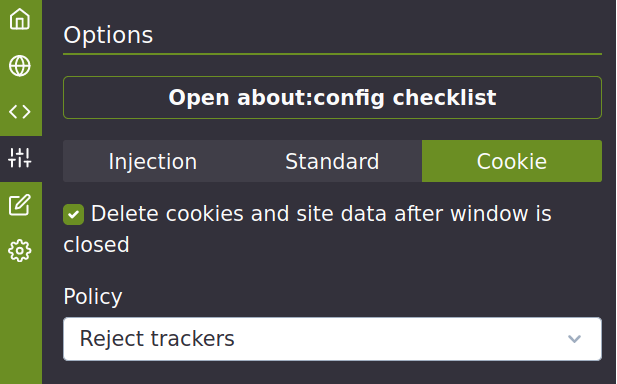 Options
Open about:config checklist
Injection
Standard
Cookie
Delete cookies and site data after window is
closed
Policy
Reject trackers